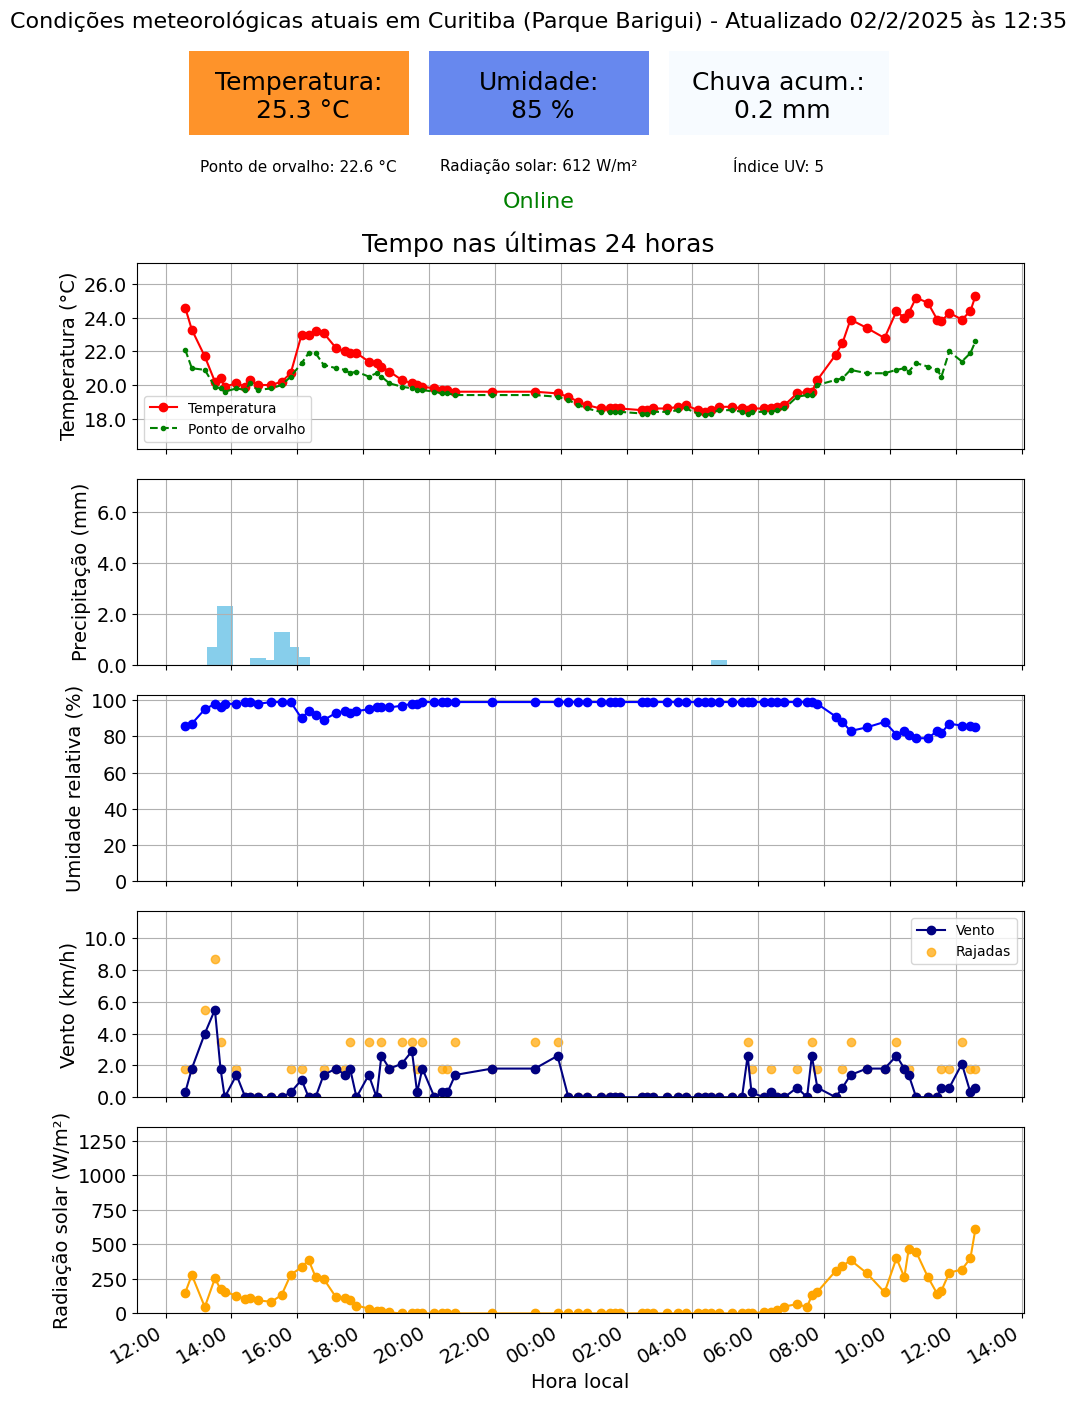 Condições meteorológicas atuais em Curitiba (Parque Barigui) - Atualizado 02/2/2025 às 12:35
Temperatura:
25.3 °C
Umidade:
85 %
Chuva acum.:
0.2 mm
Ponto de orvalho: 22.6 °C
Radiação solar: 612 W/m²
Índice UV: 5
Online
Tempo nas últimas 24 horas
Temperatura (°C)
26.0
24.0
22.0
20.0
18.0
Temperatura
Ponto de orvalho
Precipitação (mm)
6.0
4.0
2.0
0.0
Umidade relativa (%)
100
80
60
40
20
0
Vento (km/h)
10.0
8.0
6.0
4.0
2.0
0.0
Vento
Rajadas
Radiação solar (W/m²)
1250
1000
750
500
250
0
12:00
14:00
16:00
18:00
20:00
22:00
00:00
02:00
04:00
06:00
08:00
10:00
12:00
14:00
Hora local